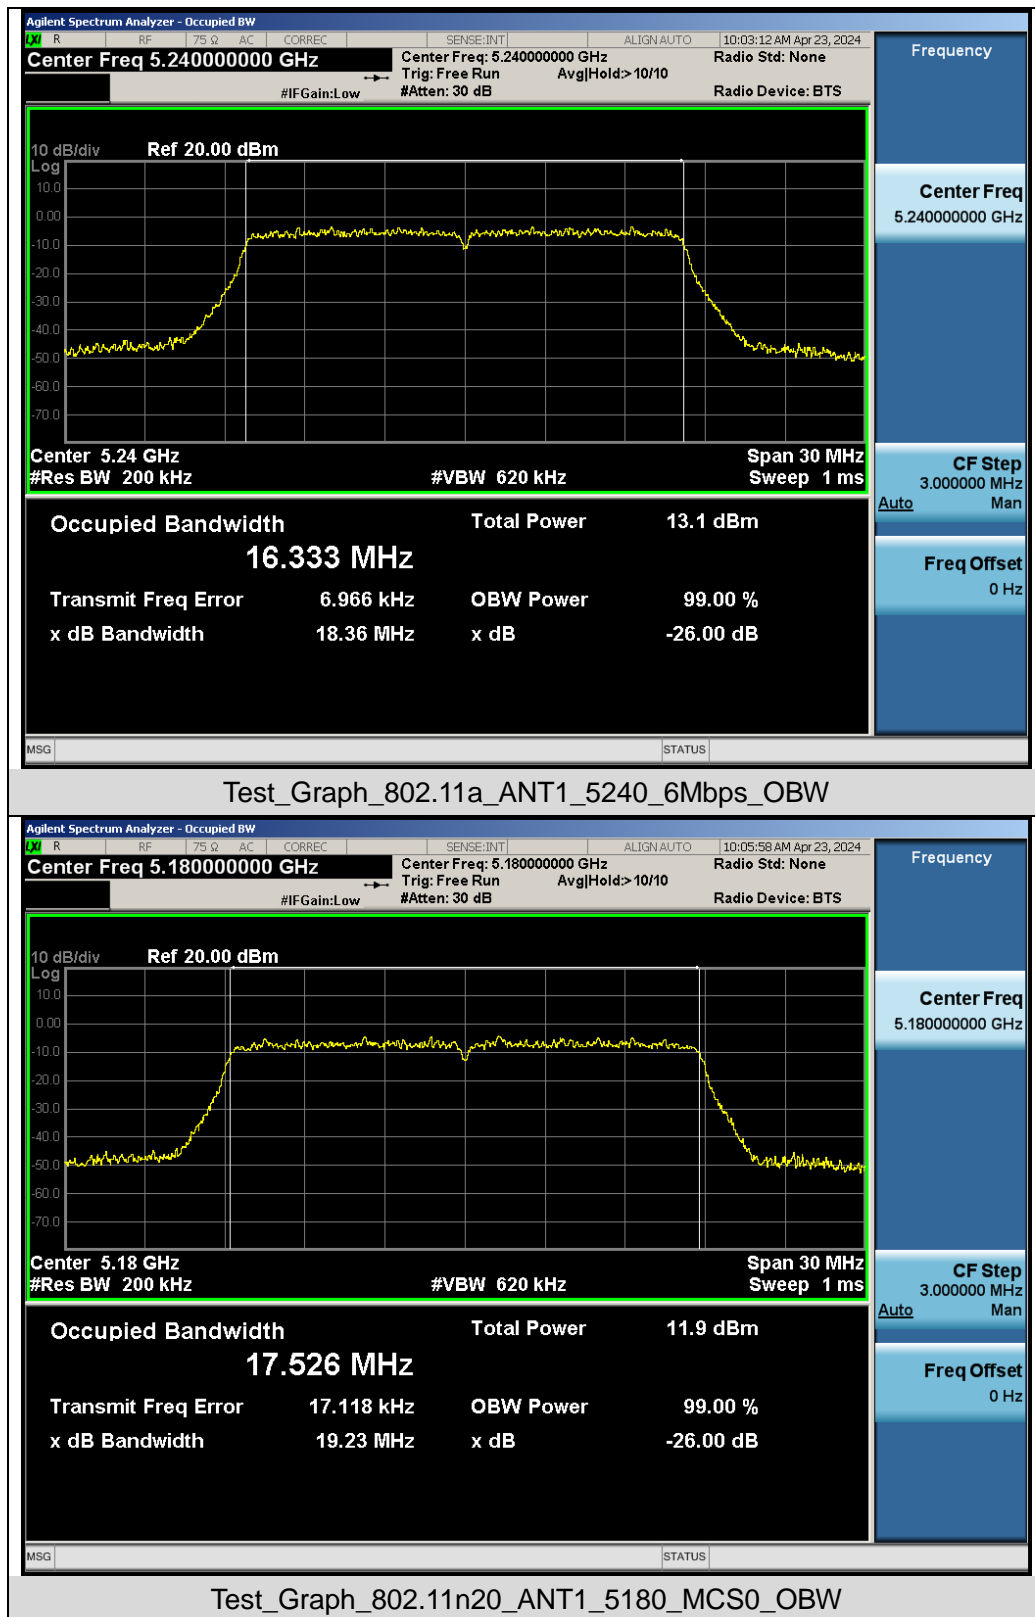 Agilent Spectrum Analyzer - Occupied BW
LXI R RF 75 Ω AC CORREC SENSE:INT ALIGN AUTO 10:03:12 AM Apr 23, 2024
Center Freq 5.240000000 GHz Center Freq: 5.240000000 GHz Radio Std: None
Trig: Free Run Avg|Hold:> 10/10
#IFGain:Low #Atten: 30 dB Radio Device: BTS
Frequency
10 dB/div Ref 20.00 dBm
Log
10.0
0.00
-10.0
-20.0
-30.0
-40.0
-50.0
-60.0
-70.0
Center 5.24 GHz Span 30 MHz
#Res BW 200 kHz #VBW 620 kHz Sweep 1 ms
Center Freq
5.240000000 GHz
CF Step
3.000000 MHz
Auto Man
Freq Offset
0 Hz
Occupied Bandwidth Total Power 13.1 dBm
16.333 MHz
Transmit Freq Error 6.966 kHz OBW Power 99.00 %
x dB Bandwidth 18.36 MHz x dB -26.00 dB
MSG STATUS
Test_Graph_802.11a_ANT1_5240_6Mbps_OBW
Agilent Spectrum Analyzer - Occupied BW
LXI R RF 75 Ω AC CORREC SENSE:INT ALIGN AUTO 10:05:58 AM Apr 23, 2024
Center Freq 5.180000000 GHz Center Freq: 5.180000000 GHz Radio Std: None
Trig: Free Run Avg|Hold:> 10/10
#IFGain:Low #Atten: 30 dB Radio Device: BTS
Frequency
10 dB/div Ref 20.00 dBm
Log
10.0
0.00
-10.0
-20.0
-30.0
-40.0
-50.0
-60.0
-70.0
Center 5.18 GHz Span 30 MHz
#Res BW 200 kHz #VBW 620 kHz Sweep 1 ms
Center Freq
5.180000000 GHz
CF Step
3.000000 MHz
Auto Man
Freq Offset
0 Hz
Occupied Bandwidth Total Power 11.9 dBm
17.526 MHz
Transmit Freq Error 17.118 kHz OBW Power 99.00 %
x dB Bandwidth 19.23 MHz x dB -26.00 dB
MSG STATUS
Test_Graph_802.11n20_ANT1_5180_MCS0_OBW